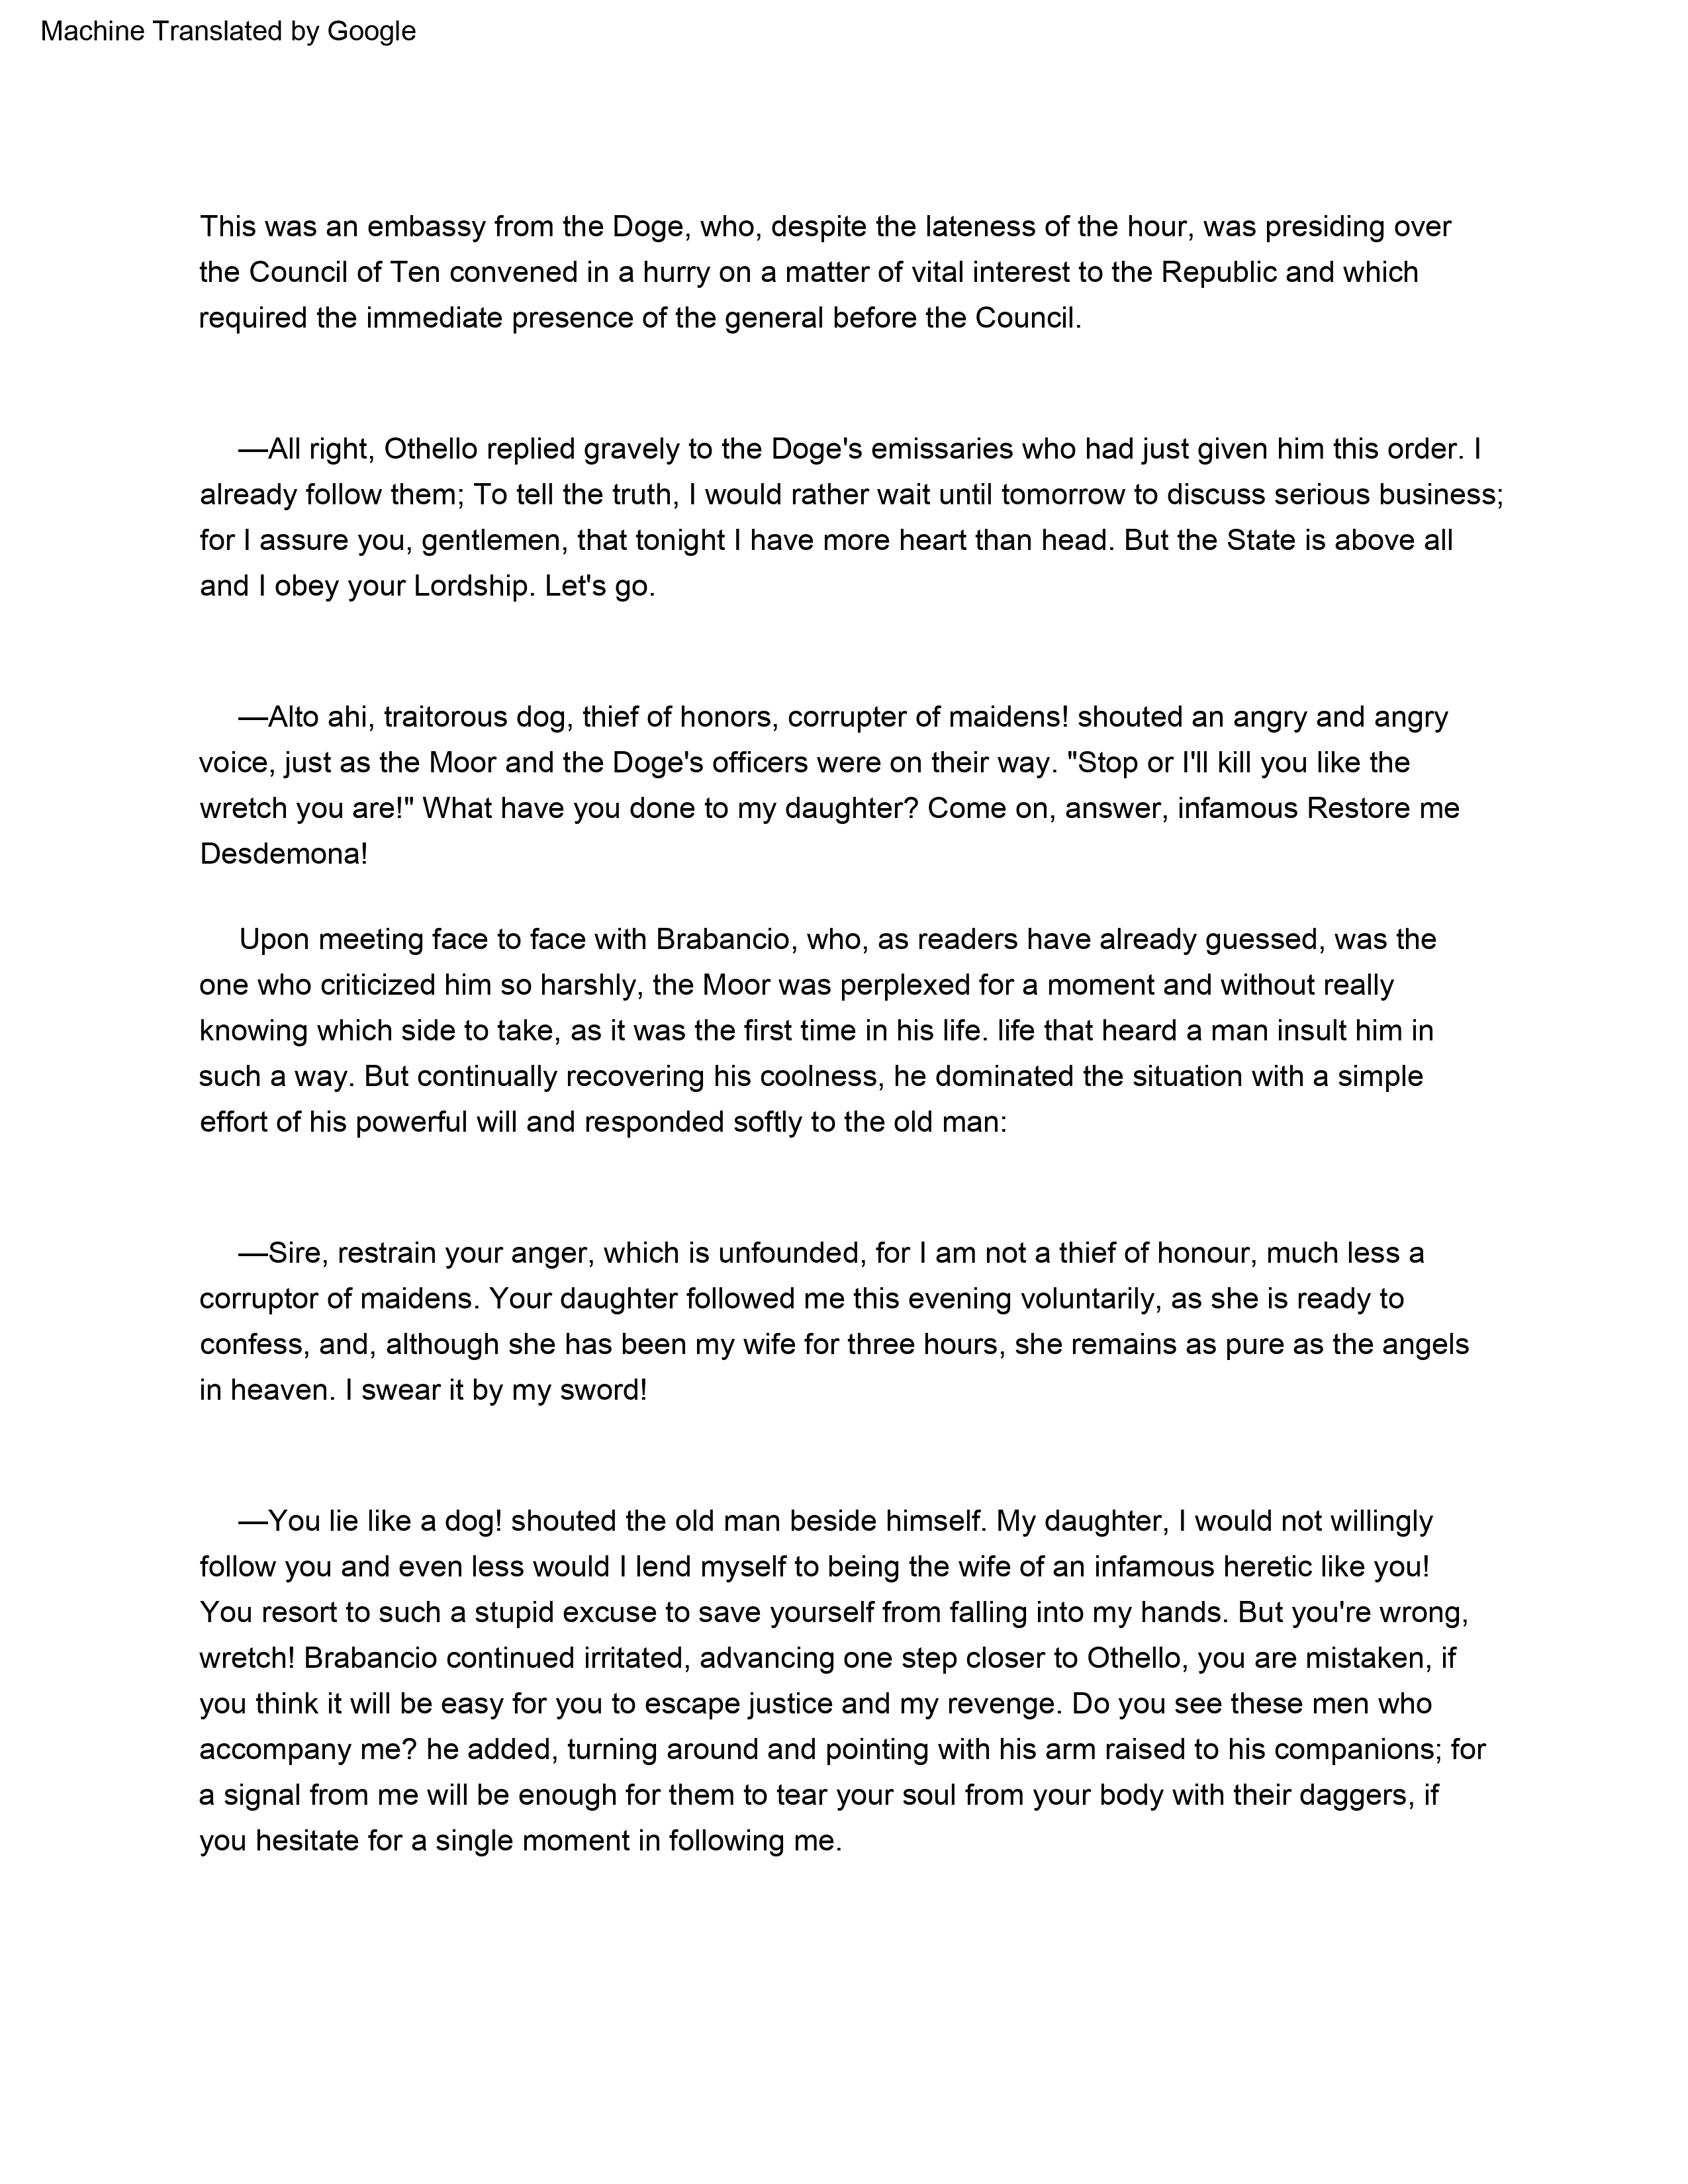 Machine Translated by Google
This was an embassy from the Doge, who, despite the lateness of the hour, was presiding over
the Council of Ten convened in a hurry on a matter of vital interest to the Republic and which
required the immediate presence of the general before the Council.
—All right, Othello replied gravely to the Doge's emissaries who had just given him this order. I
already follow them; To tell the truth, I would rather wait until tomorrow to discuss serious business;
for I assure you, gentlemen, that tonight I have more heart than head. But the State is above all
and I obey your Lordship. Let's go.
—Alto ahi, traitorous dog, thief of honors, corrupter of maidens! shouted an angry and angry
voice, just as the Moor and the Doge's officers were on their way. "Stop or I'll kill you like the
wretch you are!" What have you done to my daughter? Come on, answer, infamous Restore me
Desdemona!
Upon meeting face to face with Brabancio, who, as readers have already guessed, was the
one who criticized him so harshly, the Moor was perplexed for a moment and without really
knowing which side to take, as it was the first time in his life. life that heard a man insult him in
such a way. But continually recovering his coolness, he dominated the situation with a simple
effort of his powerful will and responded softly to the old man:
—Sire, restrain your anger, which is unfounded, for I am not a thief of honour, much less a
corruptor of maidens. Your daughter followed me this evening voluntarily, as she is ready to
confess, and, although she has been my wife for three hours, she remains as pure as the angels
in heaven. I swear it by my sword!
—You lie like a dog! shouted the old man beside himself. My daughter, I would not willingly
follow you and even less would I lend myself to being the wife of an infamous heretic like you!
You resort to such a stupid excuse to save yourself from falling into my hands. But you're wrong,
wretch! Brabancio continued irritated, advancing one step closer to Othello, you are mistaken, if
you think it will be easy for you to escape justice and my revenge. Do you see these men who
accompany me? he added, turning around and pointing with his arm raised to his companions; for
a signal from me will be enough for them to tear your soul from your body with their daggers, if
you hesitate for a single moment in following me.